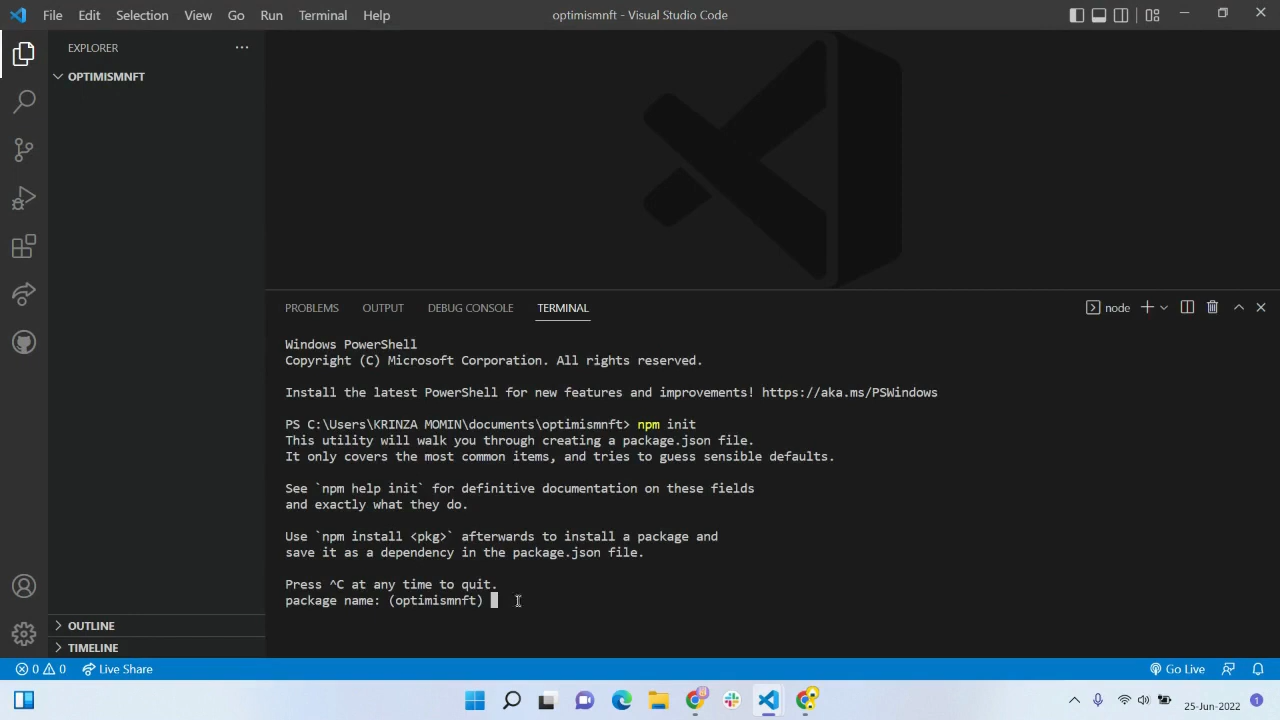 File Edit Selection View Go Run Terminal Help
optimismnft - Visual Studio Code
EXPLORER
OPTIMISMNFT
PROBLEMS OUTPUT DEBUG CONSOLE TERMINAL
node
Windows PowerShell
Copyright (C) Microsoft Corporation. All rights reserved.
Install the latest PowerShell for new features and improvements! https://aka.ms/PSWindows
PS C:\Users\KRINZA MOMIN\documents\optimismnft> npm init
This utility will walk you through creating a package.json file.
It only covers the most common items, and tries to guess sensible defaults.
See `npm help init` for definitive documentation on these fields
and exactly what they do.
Use `npm install <pkg>` afterwards to install a package and
save it as a dependency in the package.json file.
Press ^C at any time to quit.
package name: (optimismnft)
OUTLINE
TIMELINE
0 0 Live Share
Go Live
25-Jun-2022
1